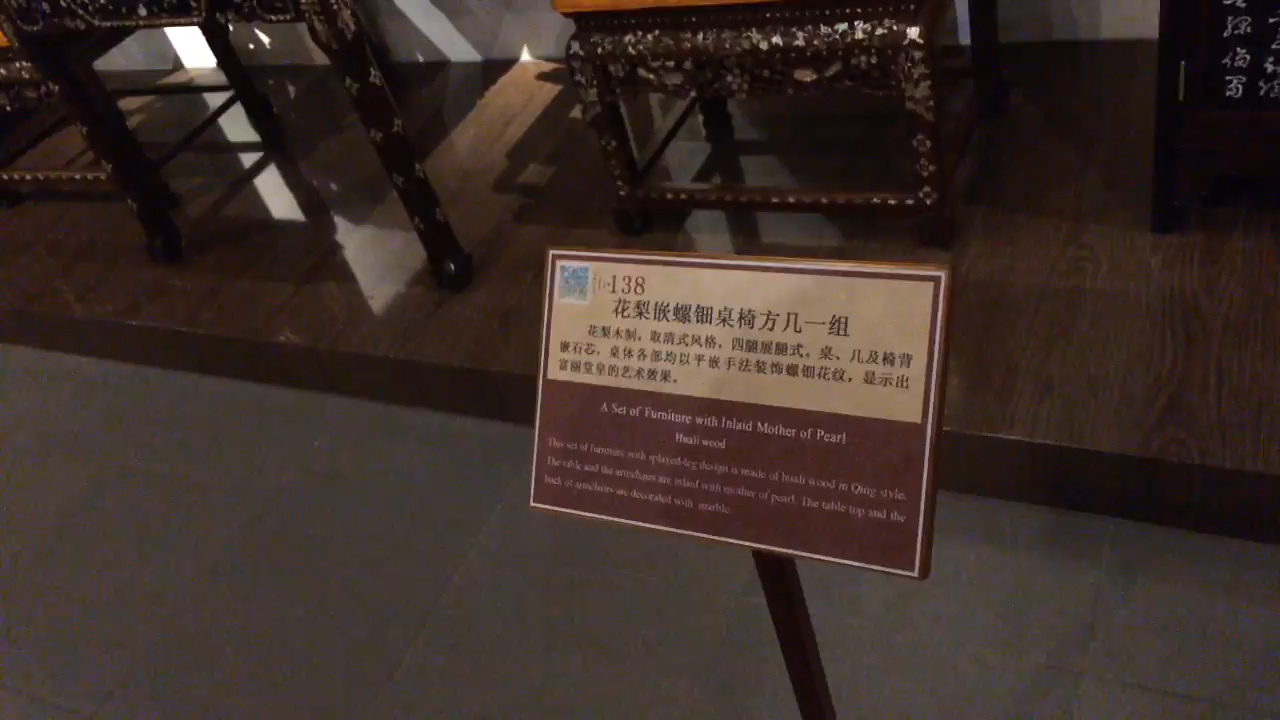 138
花梨嵌螺钿桌椅方几一组
花梨木制，取清式风格，四腿展腿式。桌、几及椅背
嵌石芯，桌体各部均以平嵌手法装饰螺钿花纹，显示出
富丽堂皇的艺术效果。
A Set of Furniture with Inlaid Mother of Pearl
Huali wood
This set of furniture with splayed-leg design is made of huali wood in Qing style.
The table and the armchairs are inlaid with mother of pearl. The table top and the
back of armchairs are decorated with marble.